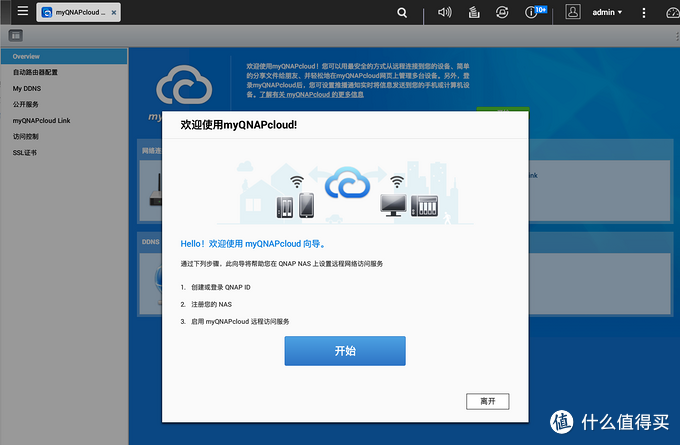 myQNAPcloud ...
10+
admin
Overview
自动路由器配置
My DDNS
公开服务
myQNAPcloud Link
访问控制
SSL证书
欢迎使用myQNAPcloud! 您可以用最安全的方式从远程连接到您的设备、简单
的分享文件给朋友、并轻松地在myQNAPcloud网页上管理多台设备。另外，登
录myQNAPcloud后，您可设置推播通知实时将信息发送到您的手机或计算机设
备。了解有关 myQNAPcloud 的更多信息
欢迎使用myQNAPcloud!
DDNS
Hello！欢迎使用 myQNAPcloud 向导。
通过下列步骤，此向导将帮助您在 QNAP NAS 上设置远程网络访问服务
1. 创建或登录 QNAP ID
2. 注册您的 NAS
3. 启用 myQNAPcloud 远程访问服务
开始
离开
值 什么值得买